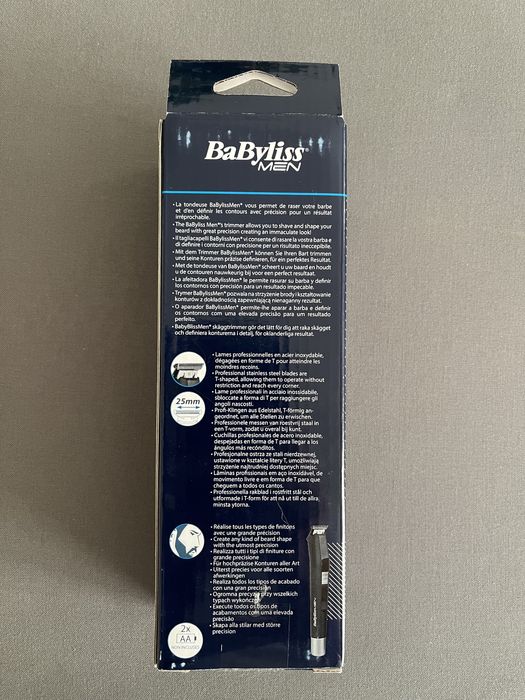 BaByliss®
MEN
• La tondeuse BaBylissMen® vous permet de raser votre barbe
et d'en définir les contours avec précision pour un résultat
irréprochable.
• The BaByliss Men®'s trimmer allows you to shave and shape your
beard with great precision creating an immaculate look!
• Il tagliacapelli BaBylissMen® vi consente di rasare la vostra barba e
di definire i contorni con precisione per un risultato ineccepibile.
• Mit dem Trimmer BaBylissMEN® können Sie Ihren Bart trimmen
und seine Konturen präzise definieren, für ein perfektes Resultat.
• Met de tondeuse van BaBylissMEN® scheert u uw baard en houdt
u de contouren nauwkeurig bij voor een perfect resultaat.
• La afeitadora BaBylissMEN® le permite rasurar su barba y definir
los contornos con precisión para un resultado impecable.
• Trymer BaBylissMEN® pozwala na strzyżenie brody i kształtowanie
konturów z dokładnością zapewniającą nienaganny rezultat.
• O aparador BaBylissMEN® permite-lhe aparar a barba e definir
os contornos com uma elevada precisão para um resultado
perfeito.
• BabyBlissMen® skäggtrimmer gör det lätt för dig att raka skägget
och definiera konturerna i detalj, för oklanderliga resultat.
• Lames professionnelles en acier inoxydable,
dégagées en forme de T pour atteindre les
moindres recoins.
• Professional stainless steel blades are
T-shaped, allowing them to operate without
restriction and reach every corner.
• Lame professionali in acciaio inossidabile,
sbloccate a forma di T per raggiungere gli
angoli nascosti.
• Profi-Klingen aus Edelstahl, T-förmig an-
geordnet, um alle Stellen zu erwischen.
• Professionele messen van roestvrij staal in
een T-vorm, zodat u overal bij kunt.
• Cuchillas profesionales de acero inoxidable,
despejadas en forma de T para llegar a los
ángulos más recónditos.
• Profesjonalne ostrza ze stali nierdzewnej,
ustawione w kształcie litery T, umożliwiają
strzyżenie najtrudniej dostępnych miejsc.
• Lâminas profissionais em aço inoxidável, de
movimento livre e em forma de T para que
cheguem a todos os cantos.
• Professionella rakblad i rostfritt stål och
utformade i T-form för att nå ut till de allra
minsta ytorna.
25mm
• Réalise tous les types de finitons
avec une grande précision
• Create any kind of beard shape
with the utmost precision
• Realizza tutti i tipi di finiture con
grande precisione
• Für hochpräzise Konturen aller Art
• Uiterst precies voor alle soorten
afwerkingen
• Realiza todos los tipos de acabado
con una gran precisión
• Ogromna precyzja przy wszelkich
typach wykończeń
• Execute todos os tipos de
acabamentos com uma elevada
precisão
• Skapa alla stilar med större
precision
2x
AA
NON INCLUSES
BaByliss